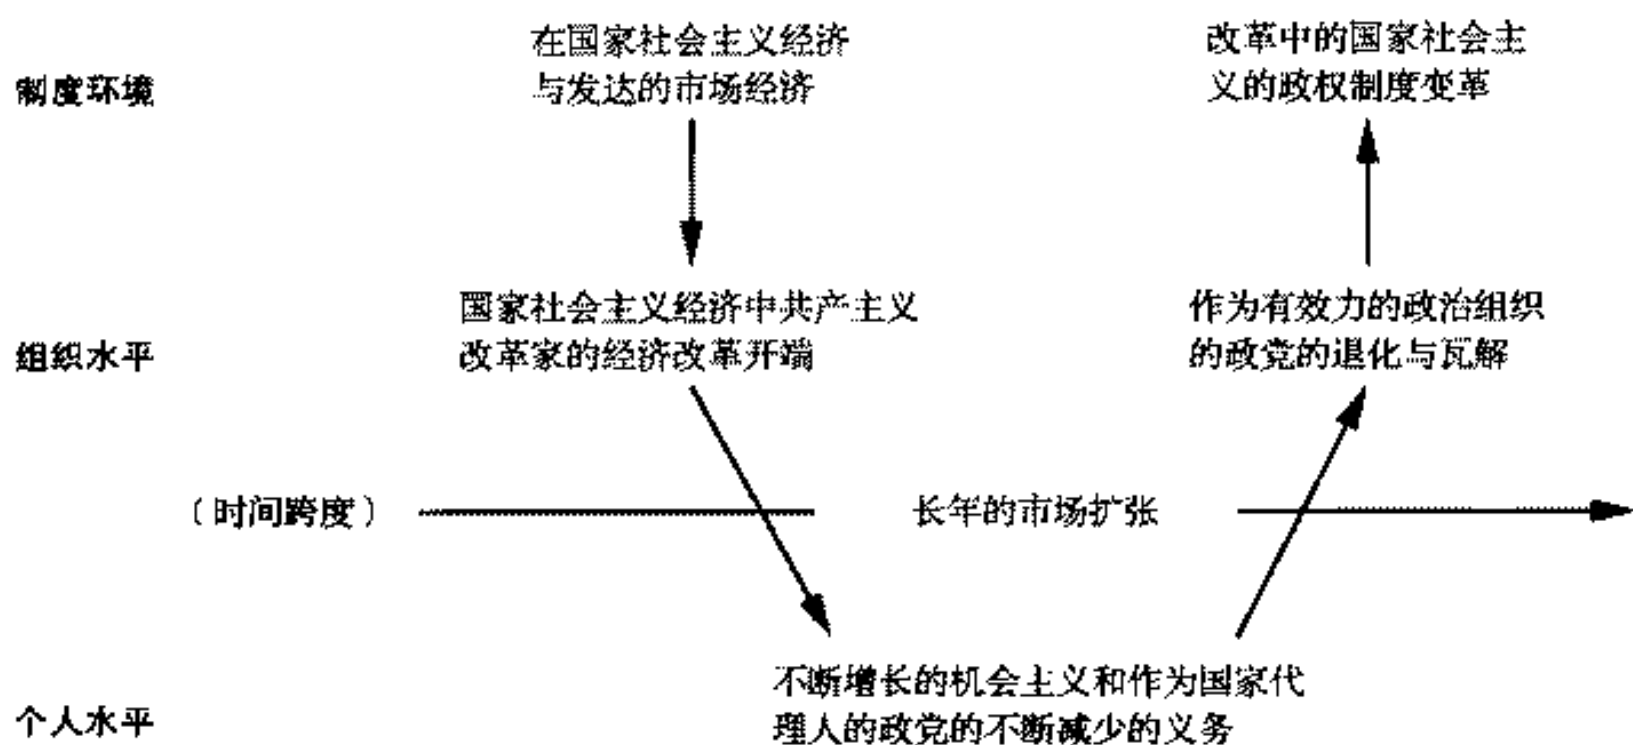 制度环境
在国家社会主义经济
与发达的市场经济
改革中的国家社会主
义的政权制度变革
组织水平
国家社会主义经济中共产主义
改革家的经济改革开端
作为有效力的政治组织
的政党的退化与瓦解
(时间跨度)
长年的市场扩张
个人水平
不断增长的机会主义和作为国家代
理人的政党的不断减少的义务